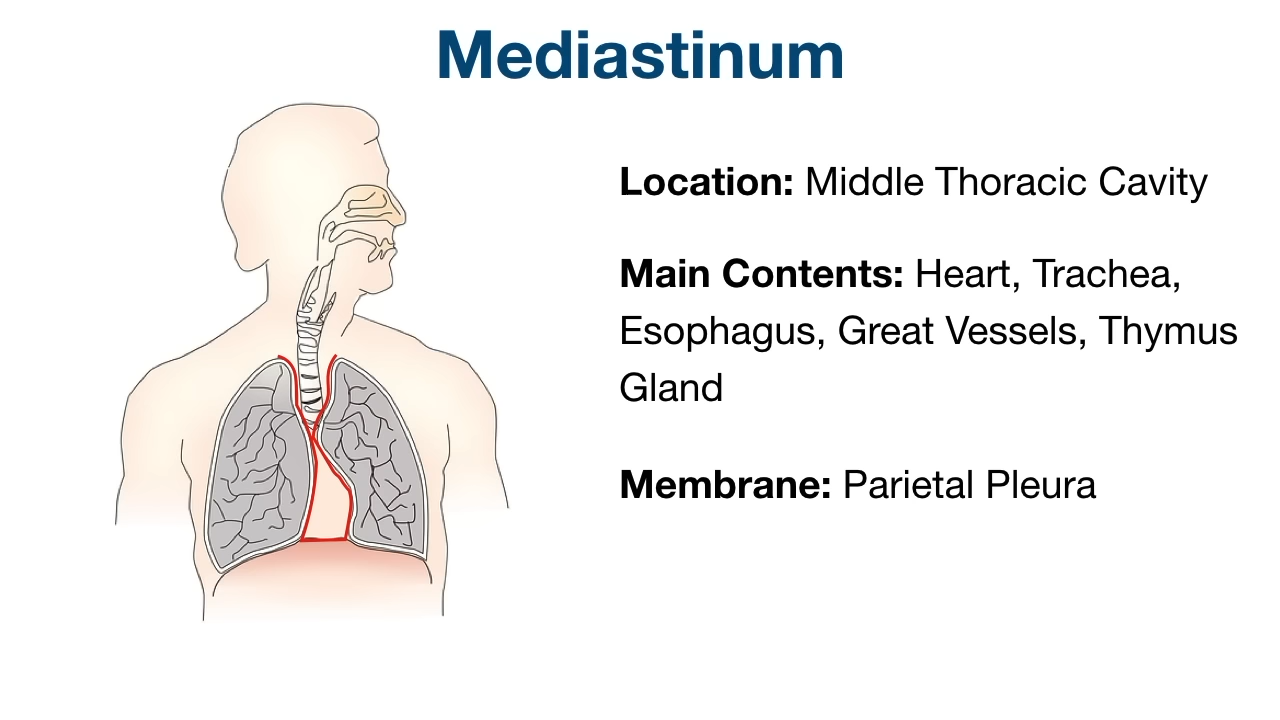 Mediastinum
Location: Middle Thoracic Cavity
Main Contents: Heart, Trachea,
Esophagus, Great Vessels, Thymus
Gland
Membrane: Parietal Pleura